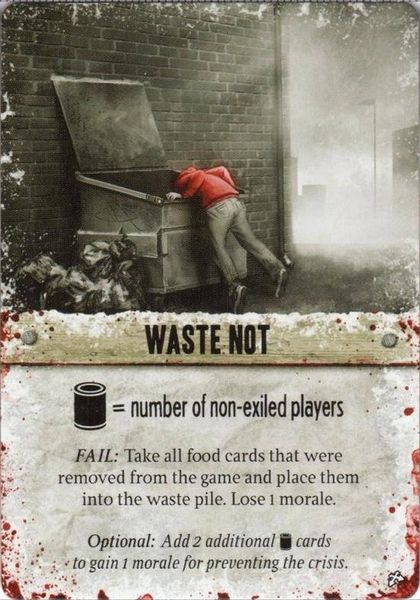 WASTE NOT
= number of non-exiled players
FAIL: Take all food cards that were
removed from the game and place them
into the waste pile. Lose 1 morale.
Optional: Add 2 additional cards
to gain 1 morale for preventing the crisis.